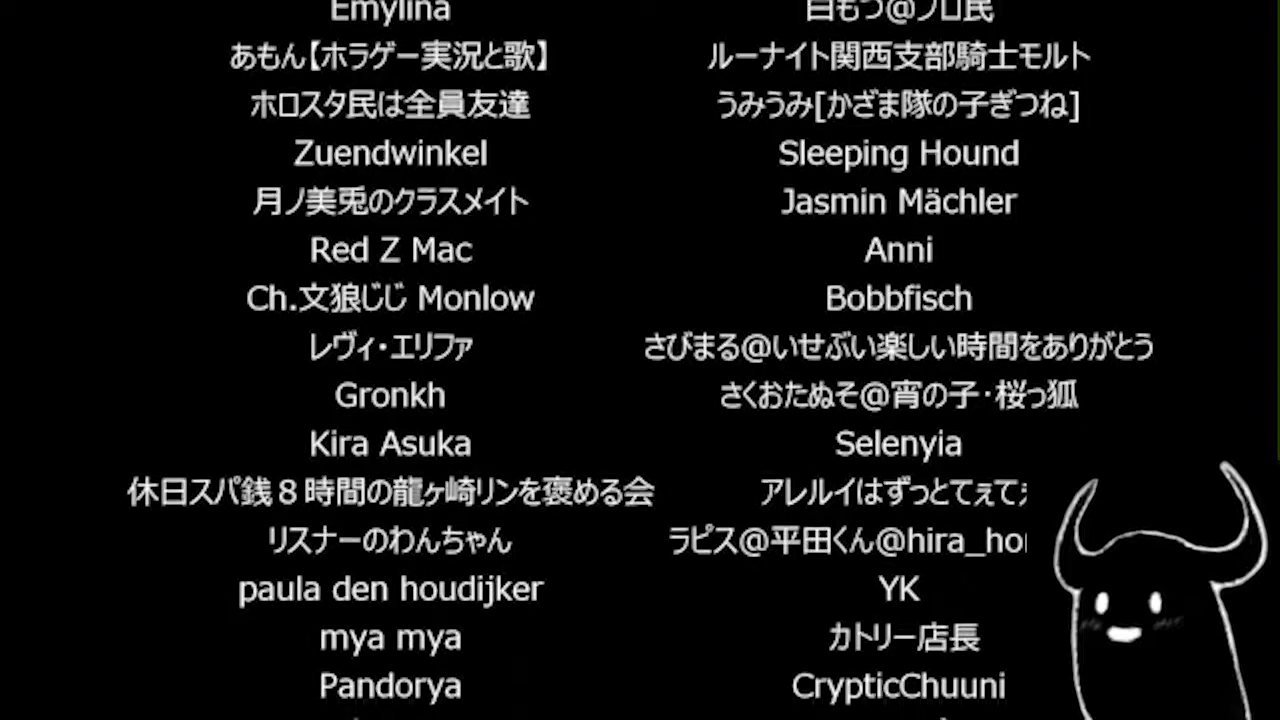 Emylina
白もつ@プロ民
あもん【ホラゲー実況と歌】
ルーナイト関西支部騎士モルト
ホロスタ民は全員友達
うみうみ[かざま隊の子ぎつね]
Zuendwinkel
Sleeping Hound
月ノ美兎のクラスメイト
Jasmin Mächler
Red Z Mac
Anni
Ch.文狼じじ Monlow
Bobbfisch
レヴィ・エリファ
さびまる@いせぶい楽しい時間をありがとう
Gronkh
さくおたぬそ@宵の子・桜っ狐
Kira Asuka
Selenyia
休日スパ銭８時間の龍ヶ崎リンを褒める会
アレルイはずっとてぇてぇ
リスナーのわんちゃん
ラピス@平田くん@hira_ho
paula den houdijker
YK
mya mya
カトリー店長
Pandorya
CrypticChuuni